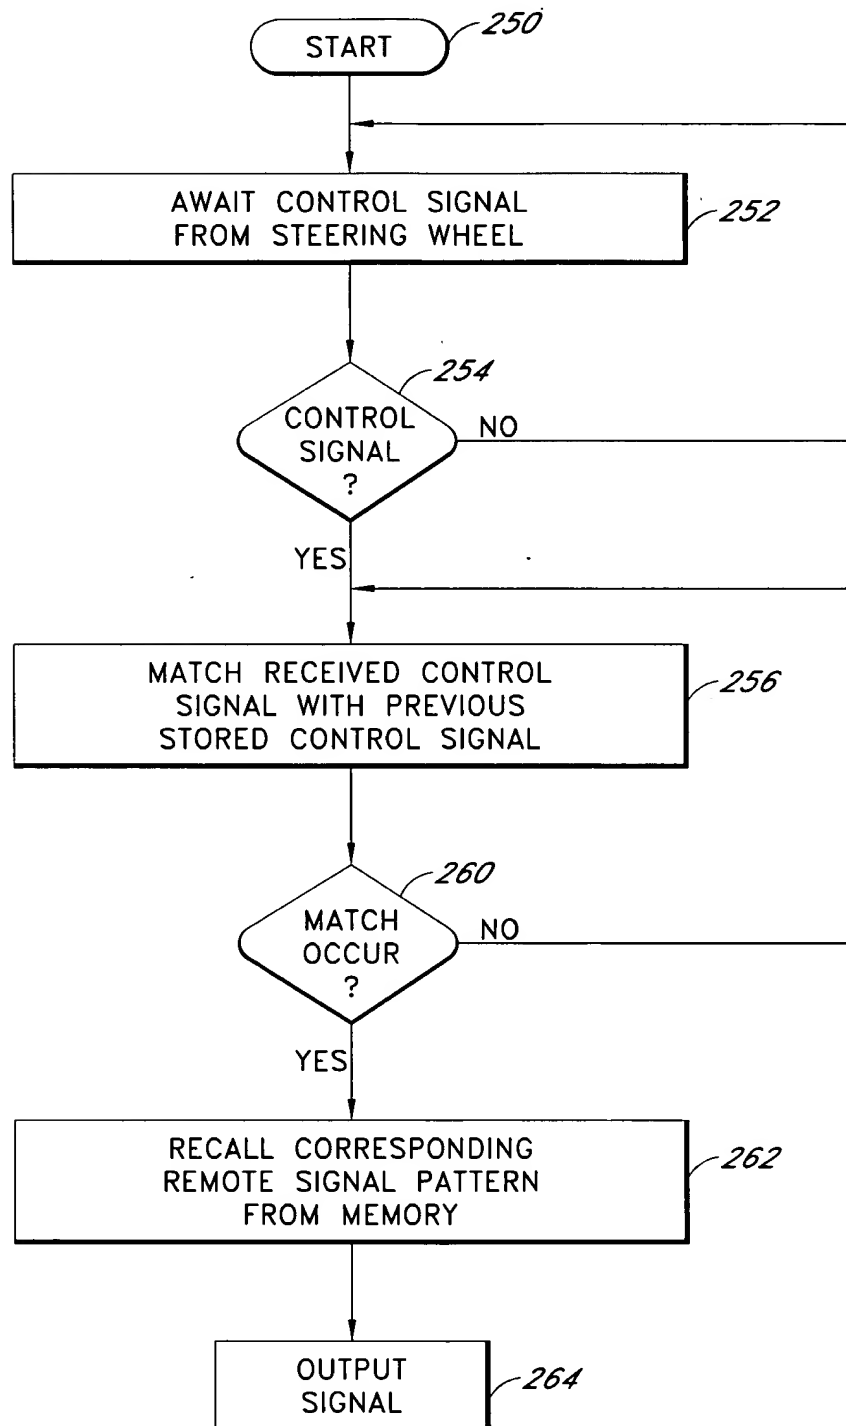 START
250
AWAIT CONTROL SIGNAL
FROM STEERING WHEEL
252
254
CONTROL
SIGNAL
?
NO
YES
MATCH RECEIVED CONTROL
SIGNAL WITH PREVIOUS
STORED CONTROL SIGNAL
256
260
MATCH
OCCUR
?
NO
YES
RECALL CORRESPONDING
REMOTE SIGNAL PATTERN
FROM MEMORY
262
OUTPUT
SIGNAL
264